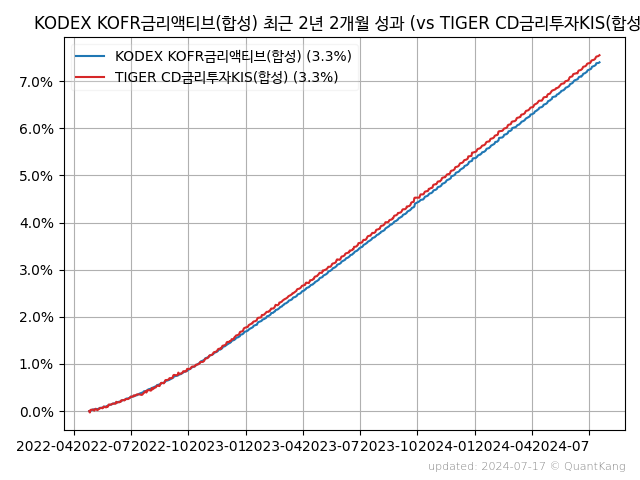 KODEX KOFR금리액티브(합성) 최근 2년 2개월 성과 (vs TIGER CD금리투자KIS(합성
KODEX KOFR금리액티브(합성) (3.3%)
TIGER CD금리투자KIS(합성) (3.3%)
7.0%
6.0%
5.0%
4.0%
3.0%
2.0%
1.0%
0.0%
2022-04 2022-07 2022-10 2023-01 2023-04 2023-07 2023-10 2024-01 2024-04 2024-07
updated: 2024-07-17 © QuantKang